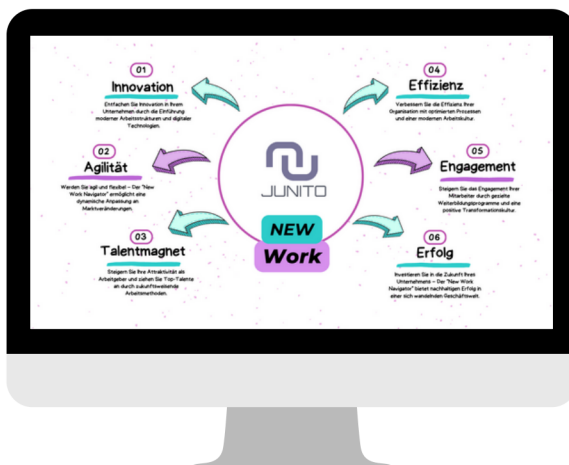 01
Innovation
Entfachen Sie Innovation in Ihrem
Unternehmen durch die Einführung
moderner Arbeitsstrukturen und digitaler
Technologien.
02
Agilität
Werden Sie agil und flexibel – Der "New
Work Navigator" ermöglicht eine
dynamische Anpassung an
Marktveränderungen.
03
Talentmagnet
Steigern Sie Ihre Attraktivität als
Arbeitgeber und ziehen Sie Top-Talente
an durch zukunftsweisende
Arbeitsmethoden.
JUNITO
NEW
Work
04
Effizienz
Verbessern Sie die Effizienz Ihrer
Organisation mit optimierten Prozessen
und einer modernen Arbeitskultur.
05
Engagement
Steigern Sie das Engagement Ihrer
Mitarbeiter durch gezielte
Weiterbildungsprogramme und eine
positive Transformationskultur.
06
Erfolg
Investieren Sie in die Zukunft Ihres
Unternehmens – Der "New Work
Navigator" bietet nachhaltigen Erfolg in
einer sich wandelnden Geschäftswelt.